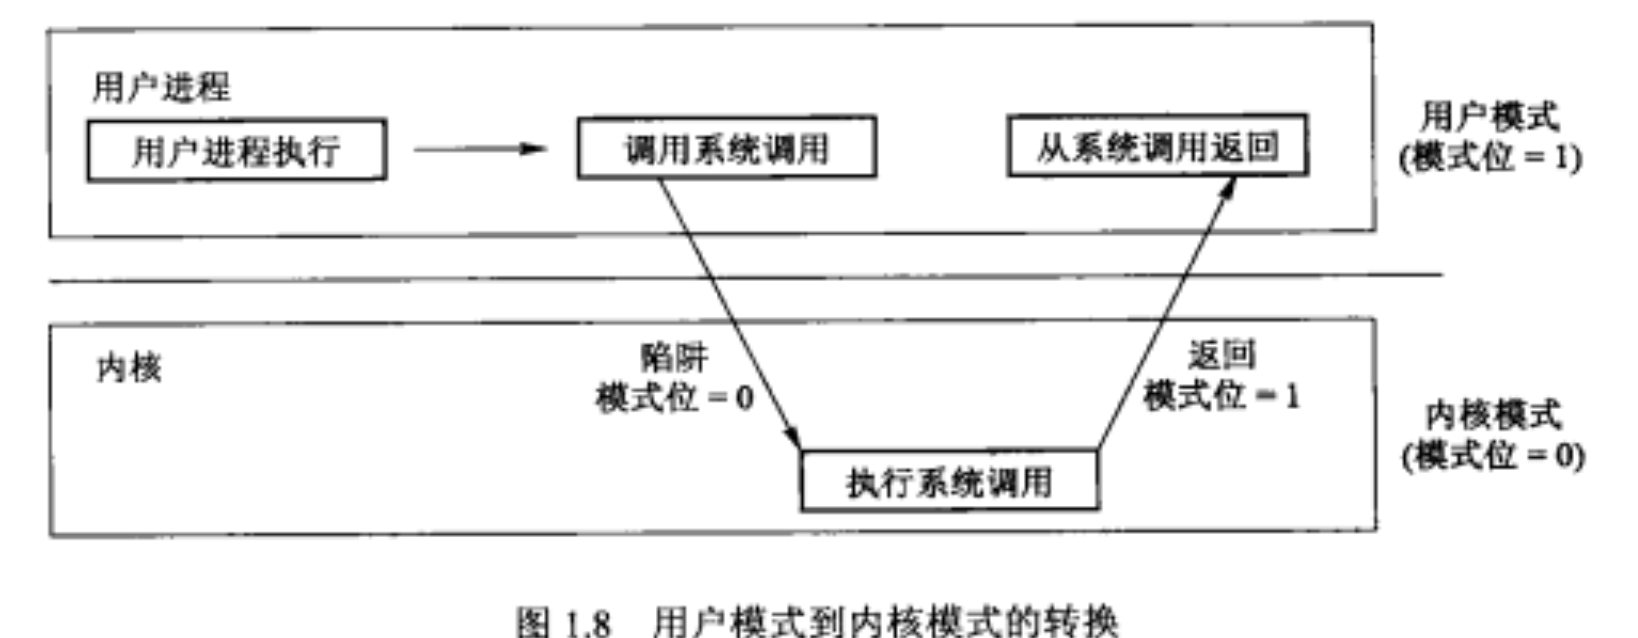 用户进程
用户进程执行
调用系统调用
从系统调用返回
用户模式
(模式位 = 1)
内核
陷阱
模式位 = 0
返回
模式位 = 1
执行系统调用
内核模式
(模式位 = 0)
图 1.8 用户模式到内核模式的转换